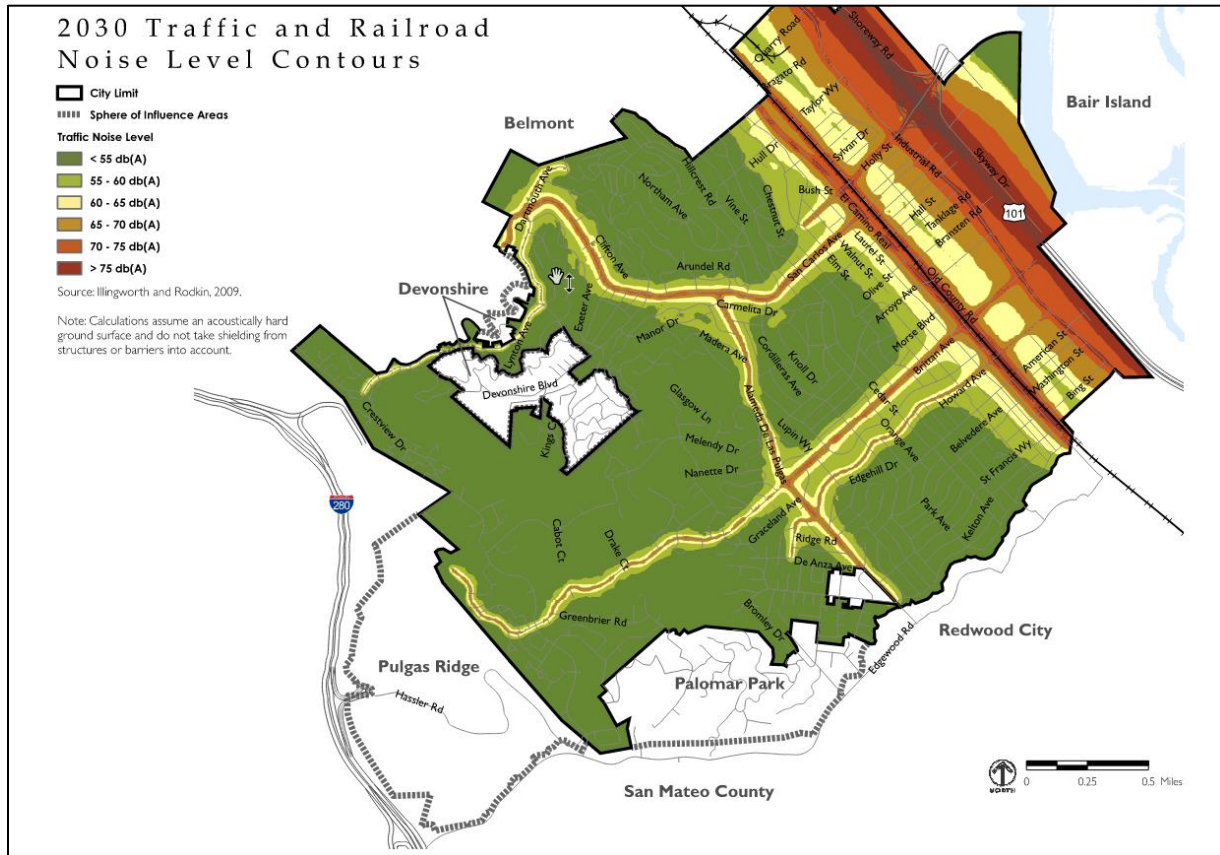 2030 Traffic and Railroad
Noise Level Contours
City Limit
Sphere of Influence Areas
Traffic Noise Level
< 55 db(A)
55 - 60 db(A)
60 - 65 db(A)
65 - 70 db(A)
70 - 75 db(A)
> 75 db(A)
Source: Illingworth and Rodkin, 2009.
Note: Calculations assume an acoustically hard
ground surface and do not take shielding from
structures or barriers into account.
Quarry Road
Shoreway Rd
Taylor Wy
Bair Island
Belmont
Hull Dr
Sylvan Dr
Holly St
Industrial Rd
Skyway Dr
101
Dartmouth Ave
Northam Ave
Hillcrest Rd
Vine St
Chestnut St
Bush St
El Camino Real
Hall St
Tanklage Rd
Bransten Rd
Clifton Ave
Arundel Rd
San Carlos Ave
Laurel St
Walnut St
Elm St
Olive St
Arroyo Ave
Old County Rd
Devonshire
Exeter Ave
Carmelita Dr
Lynton Ave
Manor Dr
Madera Ave
Cordilleras Ave
Knoll Dr
Morse Blvd
Brittan Ave
American St
Washington St
Bing St
Howard Ave
Devonshire Blvd
Crestview Dr
Kings Ct
Glasgow Ln
Alameda De Las Pulgas
Cedar St
Melendy Dr
Lupin Wy
Orange Ave
Belvedere Ave
Nanette Dr
Edgehill Dr
St Francis Wy
280
Graceland Ave
Park Ave
Kelton Ave
Cabot Ct
Drake Ct
Ridge Rd
De Anza Ave
Greenbrier Rd
Bromley Dr
Redwood City
Edgewood Rd
Pulgas Ridge
Hassler Rd
Palomar Park
San Mateo County
NORTH
0 0.25 0.5 Miles